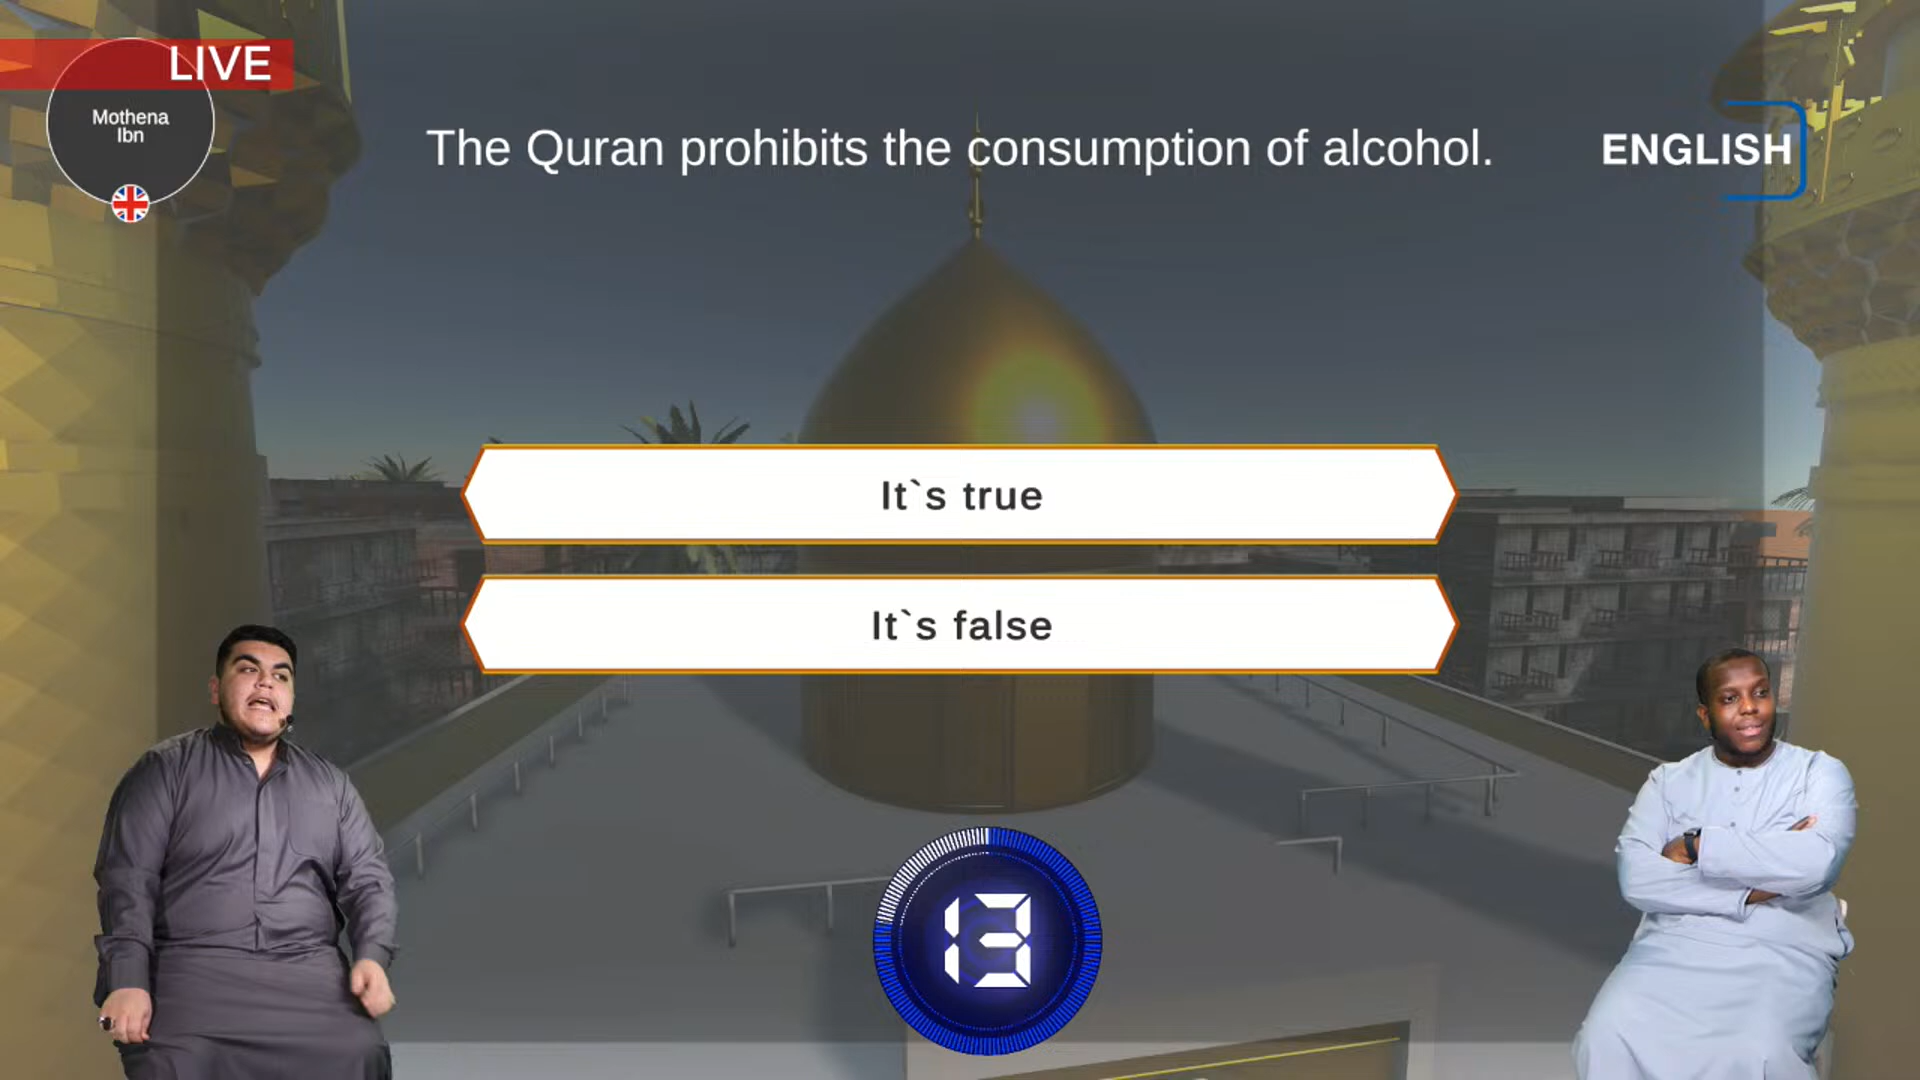 LIVE
Mothena
Ibn
The Quran prohibits the consumption of alcohol.
ENGLISH
It`s true
It`s false
13